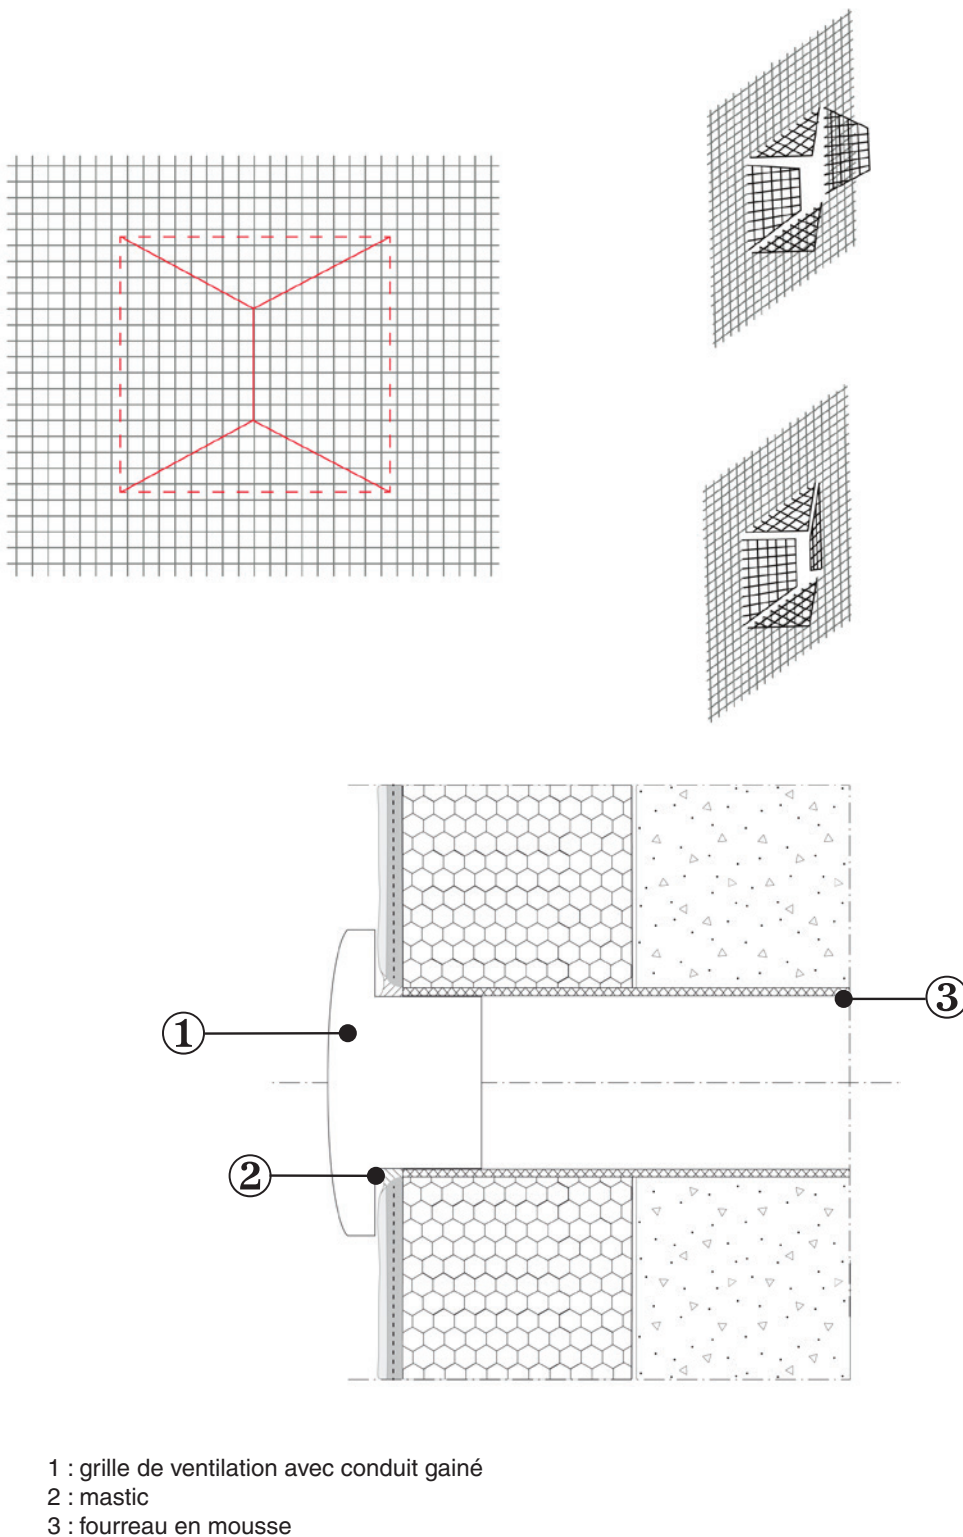 3
1
2
1 : grille de ventilation avec conduit gainé
2 : mastic
3 : fourreau en mousse